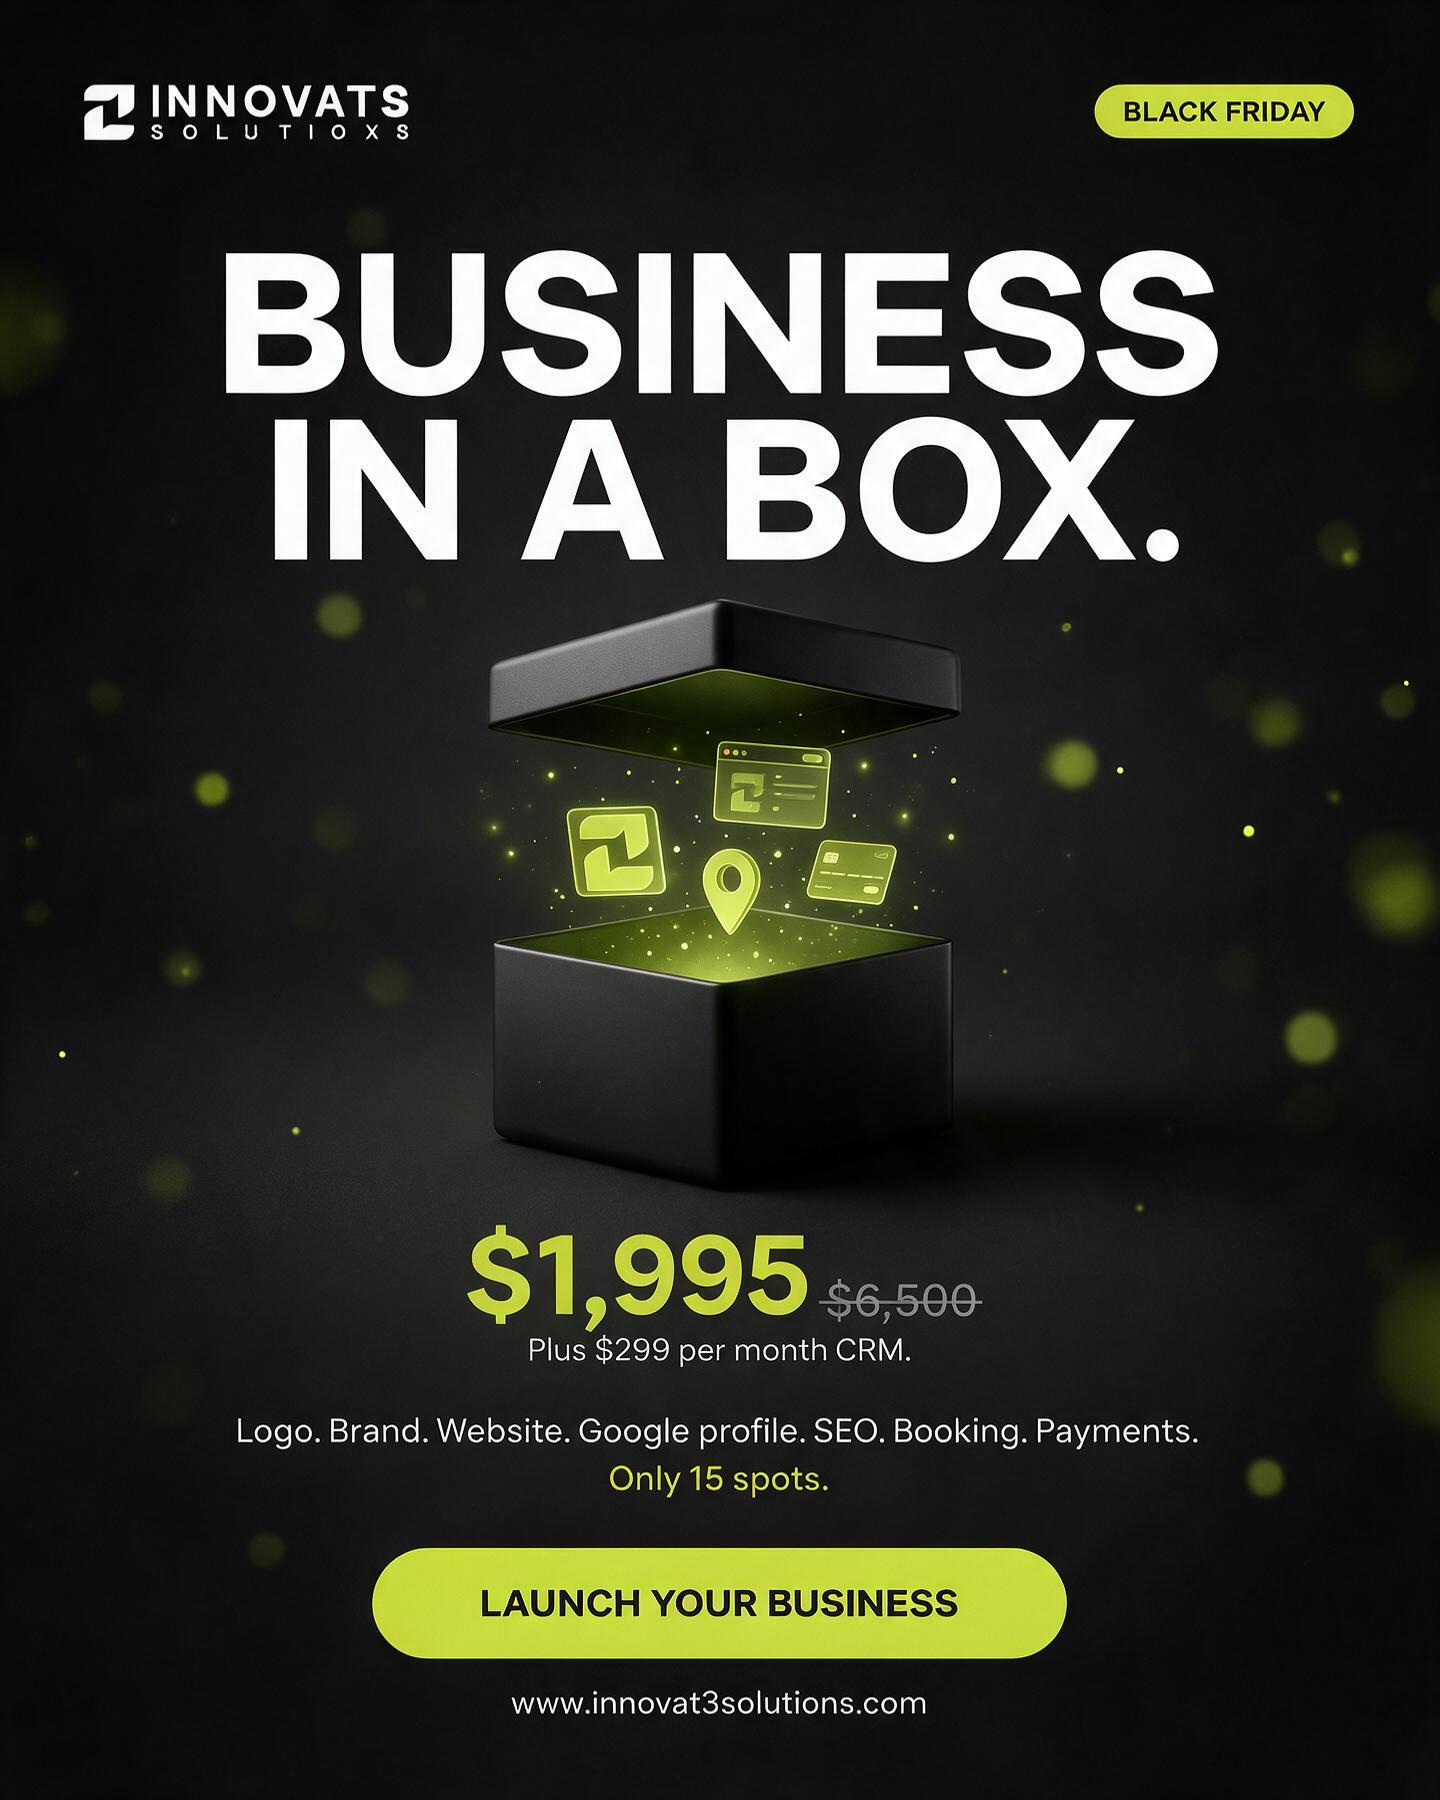 INNOVATS
SOLUTIOXS
BLACK FRIDAY
BUSINESS
IN A BOX.
$1,995 $6,500
Plus $299 per month CRM.
Logo. Brand. Website. Google profile. SEO. Booking. Payments.
Only 15 spots.
LAUNCH YOUR BUSINESS
www.innovat3solutions.com